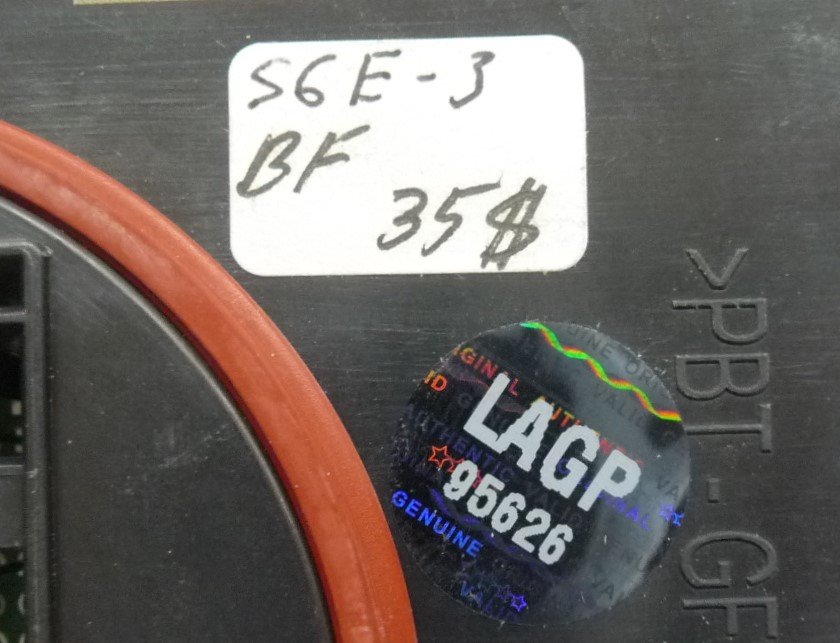 S6E-3
BF
35$
LAGP
95626
GENUINE
>PBT-GF